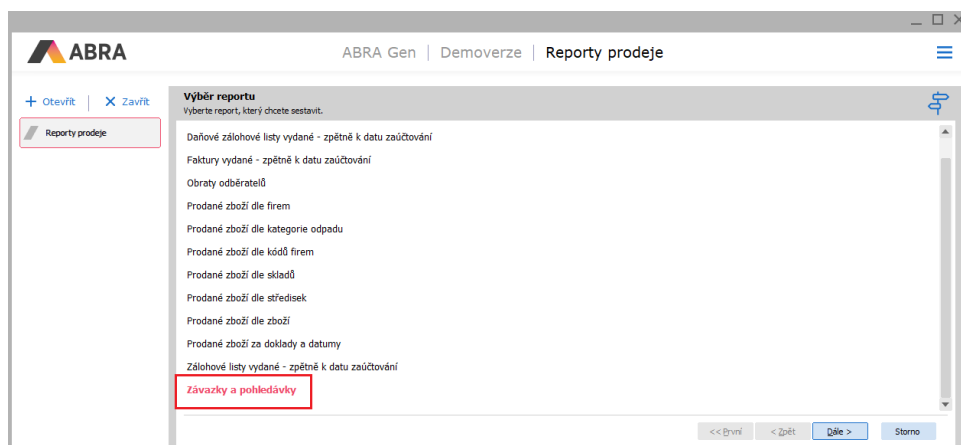 ABRA
ABRA Gen | Demoverze | Reporty prodeje
Otevřít | Zavřít
Reporty prodeje
Výběr reportu
Vyberte report, který chcete sestavit.
Daňové zálohové listy vydané - zpětně k datu zaúčtování
Faktury vydané - zpětně k datu zaúčtování
Obraty odběratelů
Prodané zboží dle firem
Prodané zboží dle kategorie odpadu
Prodané zboží dle kódů firem
Prodané zboží dle skladů
Prodané zboží dle středisek
Prodané zboží dle zboží
Prodané zboží za doklady a datumy
Zálohové listy vydané - zpětně k datu zaúčtování
Závazky a pohledávky
<< První < Zpět Dále > Storno